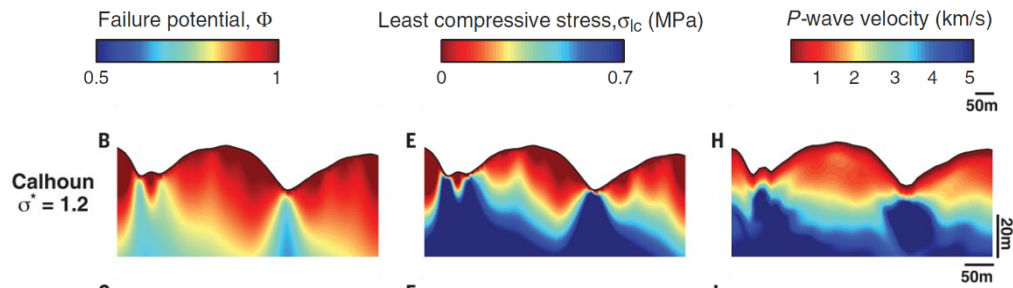 Failure potential, Φ
Least compressive stress,σlc (MPa)
P-wave velocity (km/s)
0.5 1
0 0.7
1 2 3 4 5
50m
B
E
H
Calhoun
σ* = 1.2
20m
50m